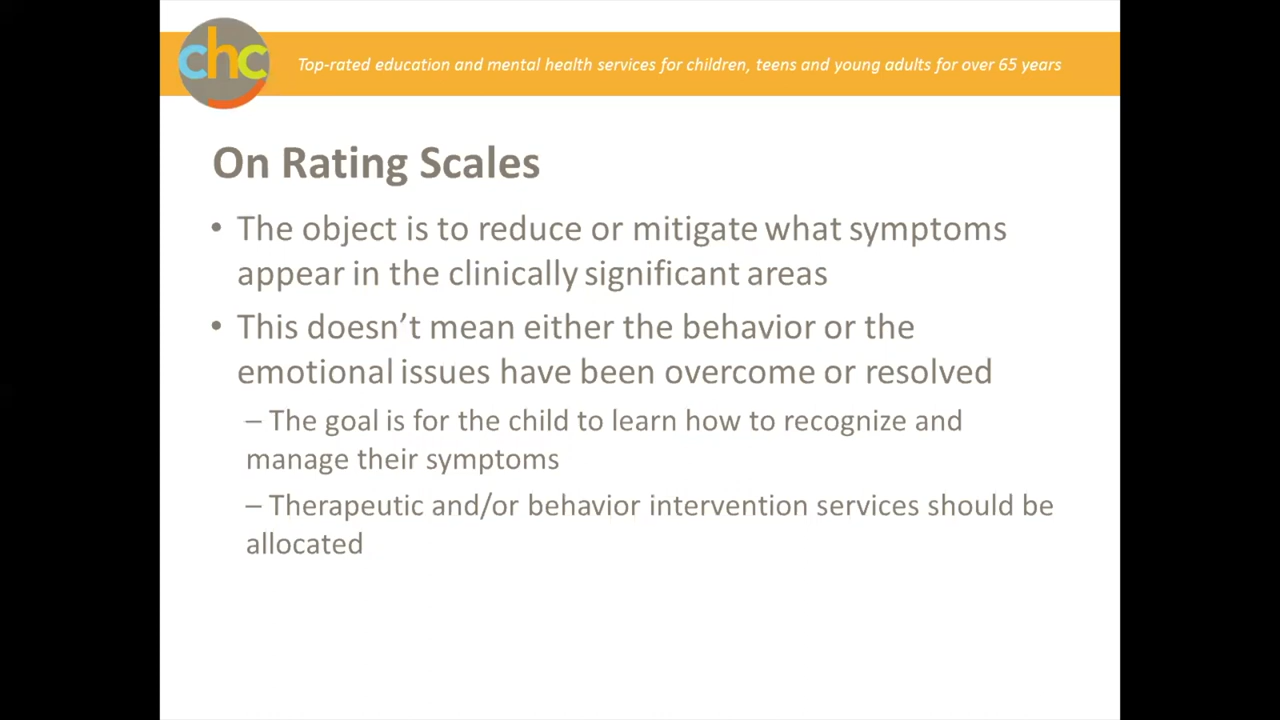 chc
Top-rated education and mental health services for children, teens and young adults for over 65 years
On Rating Scales
• The object is to reduce or mitigate what symptoms
appear in the clinically significant areas
• This doesn’t mean either the behavior or the
emotional issues have been overcome or resolved
– The goal is for the child to learn how to recognize and
manage their symptoms
– Therapeutic and/or behavior intervention services should be
allocated